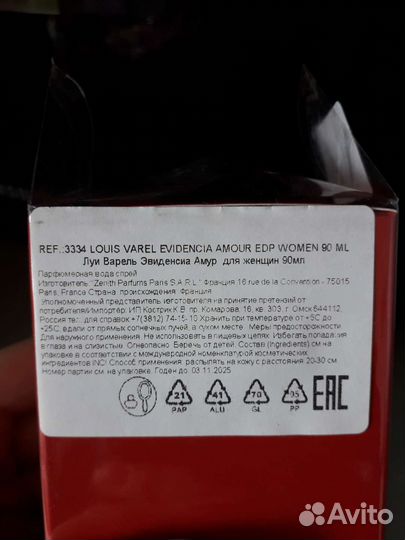 REF.:3334 LOUIS VAREL EVIDENCIA AMOUR EDP WOMEN 90 ML
Луи Варель Эвиденсиа Амур для женщин 90мл
Парфюмерная вода спрей
Изготовитель: "Zenith Parfums Paris S.A.R.L." Франция 16 rue de la Convention - 75015
Paris, France Страна происхождения: Франция
Уполномоченный представитель изготовителя на принятие претензий от
потребителя/Импортер: ИП Кострик К.В. пр. Комарова, 16, кв. 303, г. Омск 644112,
Россия тел.: для справок +7(3812) 74-15-10 Хранить при температуре от +5С до
+25С, вдали от прямых солнечных лучей, в сухом месте. Меры предосторожности:
Для наружного применения. Не использовать в пищевых целях. Избегать попадания
в глаза и на слизистые. Огнеопасно. Беречь от детей. Состав (Ingredients) см на
упаковке в соответствии с международной номенклатурой косметических
ингредиентов INCI Способ применения: распылять на кожу с расстояния 20-30 см.
Номер партии см. на упаковке. Годен до 03.11.2025
21 PAP
41 ALU
70 GL
05 PP
EAC
Avito